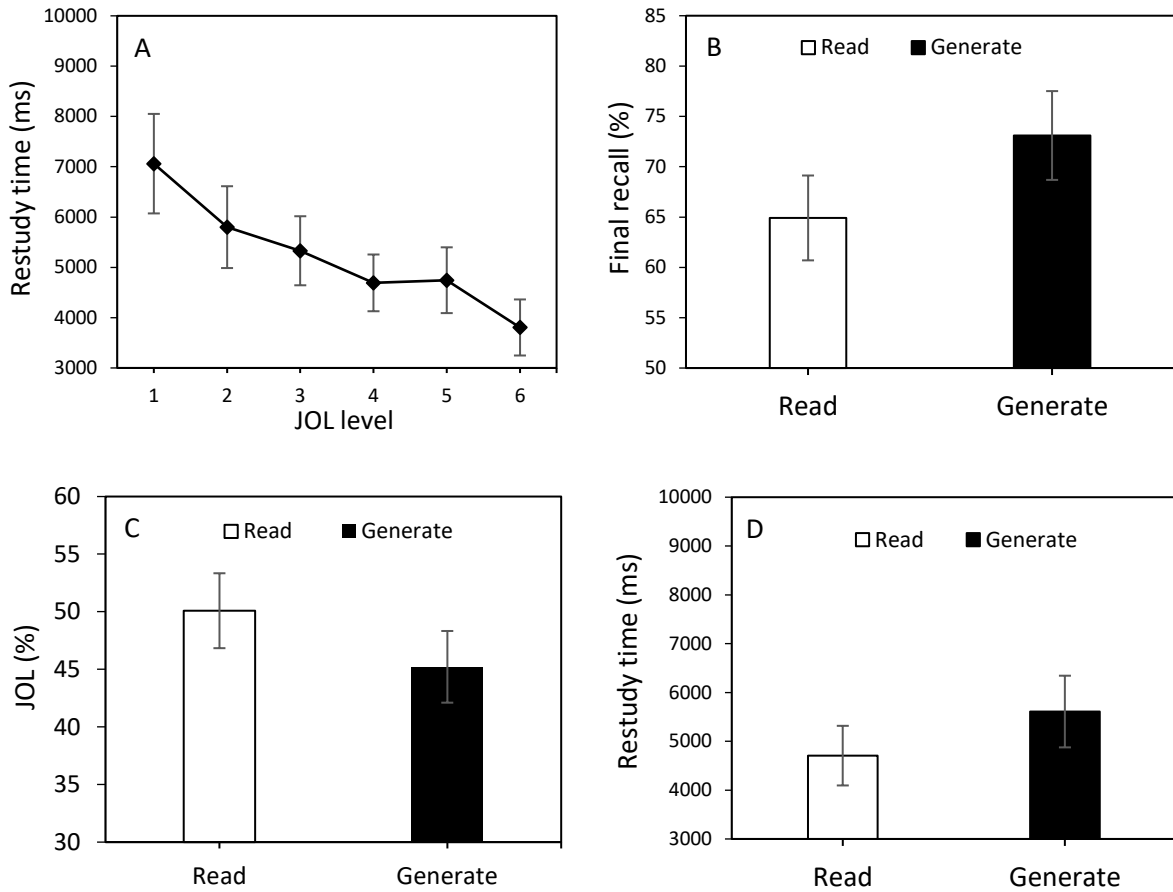 A
Restudy time (ms)
10000
9000
8000
7000
6000
5000
4000
3000
1 2 3 4 5 6
JOL level
B
Read Generate
Final recall (%)
85
80
75
70
65
60
55
50
Read Generate
C
Read Generate
JOL (%)
60
55
50
45
40
35
30
Read Generate
D
Read Generate
Restudy time (ms)
10000
9000
8000
7000
6000
5000
4000
3000
Read Generate